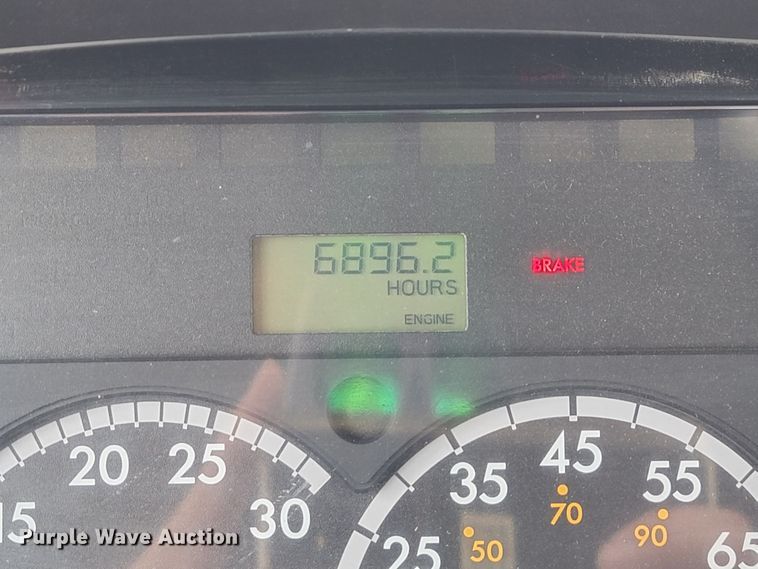 6896.2
HOURS
ENGINE
BRAKE
15 20 25 30
25 35 45 55 65
50 70 90
Purple Wave Auction